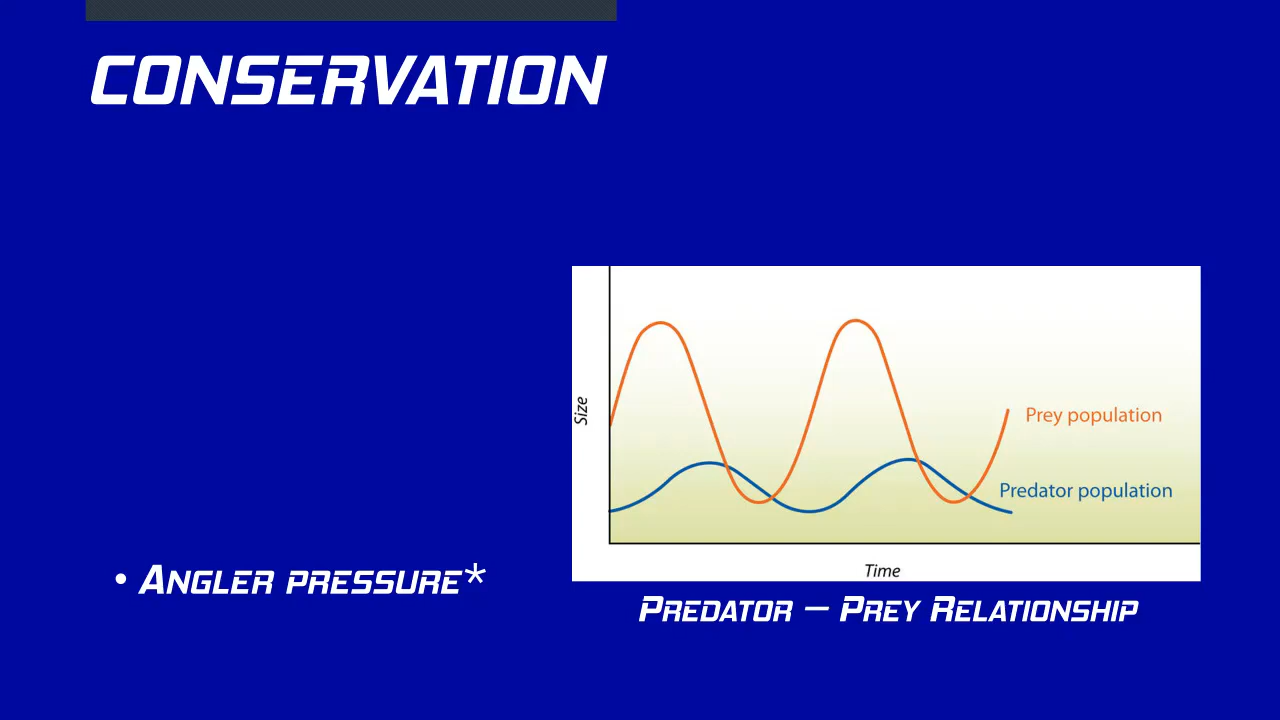 CONSERVATION
Size
Prey population
Predator population
Time
• ANGLER PRESSURE*
PREDATOR – PREY RELATIONSHIP